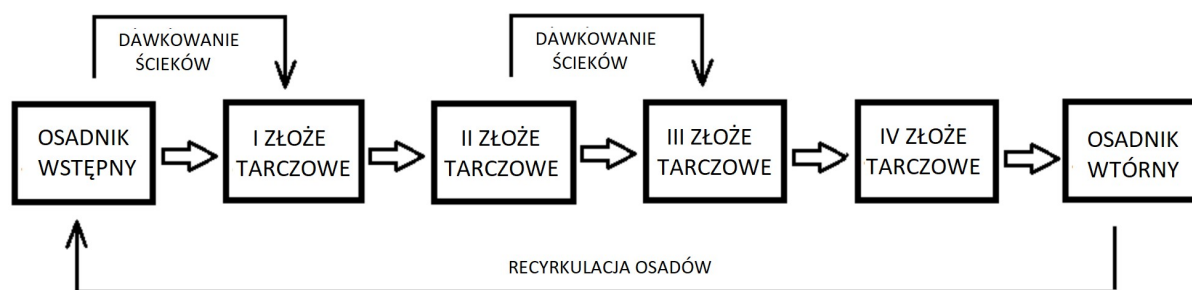 DAWKOWANIE
ŚCIEKÓW
DAWKOWANIE
ŚCIEKÓW
OSADNIK
WSTĘPNY
I ZŁOŻE
TARCZOWE
II ZŁOŻE
TARCZOWE
III ZŁOŻE
TARCZOWE
IV ZŁOŻE
TARCZOWE
OSADNIK
WTÓRNY
RECYRKULACJA OSADÓW